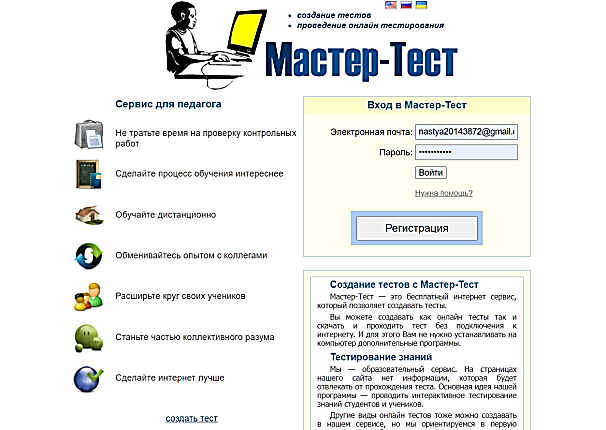 создание тестов
проведение онлайн тестирования
Мастер-Тест
Сервис для педагога
Не тратьте время на проверку контрольных
работ
Сделайте процесс обучения интереснее
Обучайте дистанционно
Обменивайтесь опытом с коллегами
Расширьте круг своих учеников
Станьте частью коллективного разума
Сделайте интернет лучше
создать тест
Вход в Мастер-Тест
Электронная почта: nastya20143872@gmail.c
Пароль: •••••••••••
Войти
Нужна помощь?
Регистрация
Создание тестов с Мастер-Тест
Мастер-Тест — это бесплатный интернет сервис,
который позволяет создавать тесты.
Вы можете создавать как онлайн тесты так и
скачать и проходить тест без подключения к
интернету. И для этого Вам не нужно устанавливать на
компьютер дополнительные программы.
Тестирование знаний
Мы — образовательный сервис. На страницах
нашего сайта нет информации, которая будет
отвлекать от прохождения теста. Основная идея нашей
программы — проводить интерактивное тестирование
знаний студентов и учеников.
Другие виды онлайн тестов тоже можно создавать
в нашем сервисе, но мы ориентируемся в первую